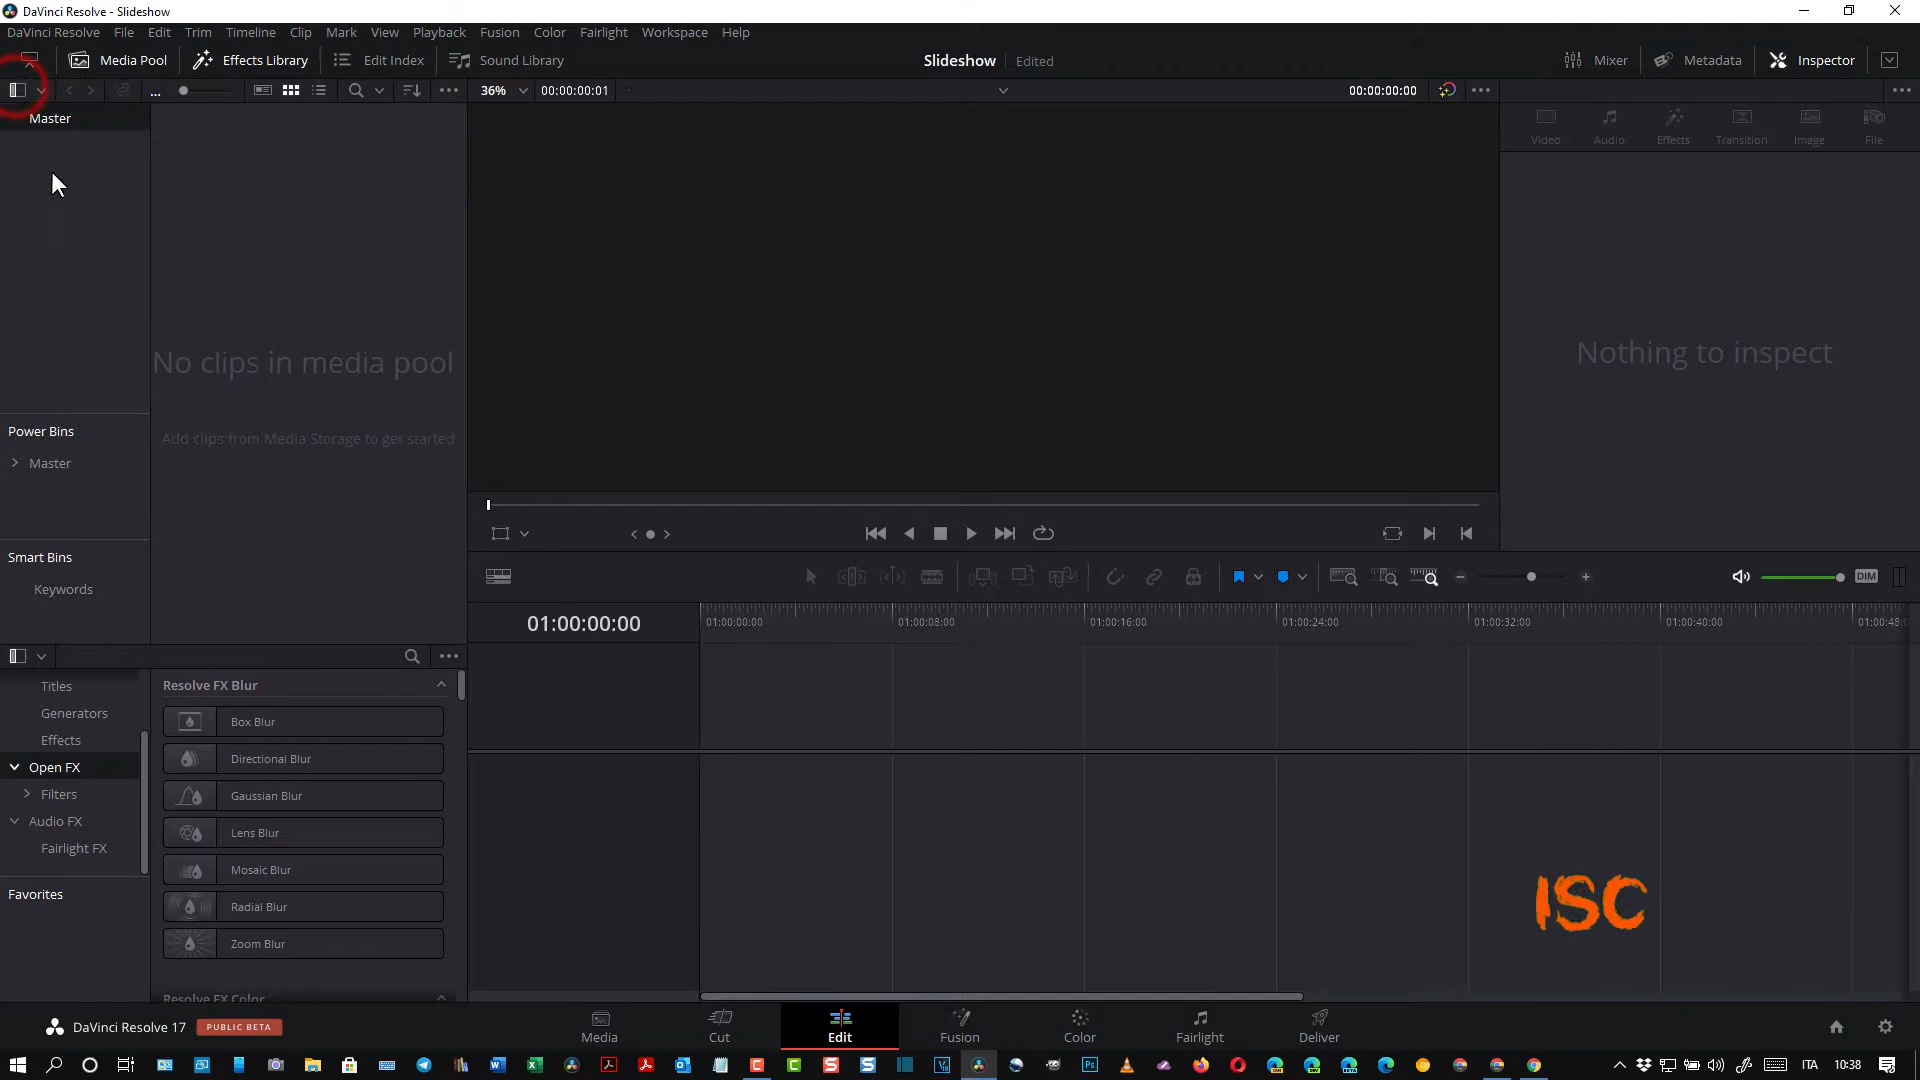 DaVinci Resolve - Slideshow
DaVinci Resolve File Edit Trim Timeline Clip Mark View Playback Fusion Color Fairlight Workspace Help
Media Pool Effects Library Edit Index Sound Library Slideshow Edited Mixer Metadata Inspector
... 36% 00:00:00:01 00:00:00:00
Master
Video Audio Effects Transition Image File
No clips in media pool
Add clips from Media Storage to get started
Nothing to inspect
Power Bins
Master
Smart Bins
Keywords
DIM
01:00:00:00
01:00:00:00 01:00:08:00 01:00:16:00 01:00:24:00 01:00:32:00 01:00:40:00 01:00:48:0
Titles
Generators
Effects
Open FX
Filters
Audio FX
Fairlight FX
Favorites
Resolve FX Blur
Box Blur
Directional Blur
Gaussian Blur
Lens Blur
Mosaic Blur
Radial Blur
Zoom Blur
Resolve FX Color
ISC
DaVinci Resolve 17 PUBLIC BETA
Media Cut Edit Fusion Color Fairlight Deliver
ITA 10:38